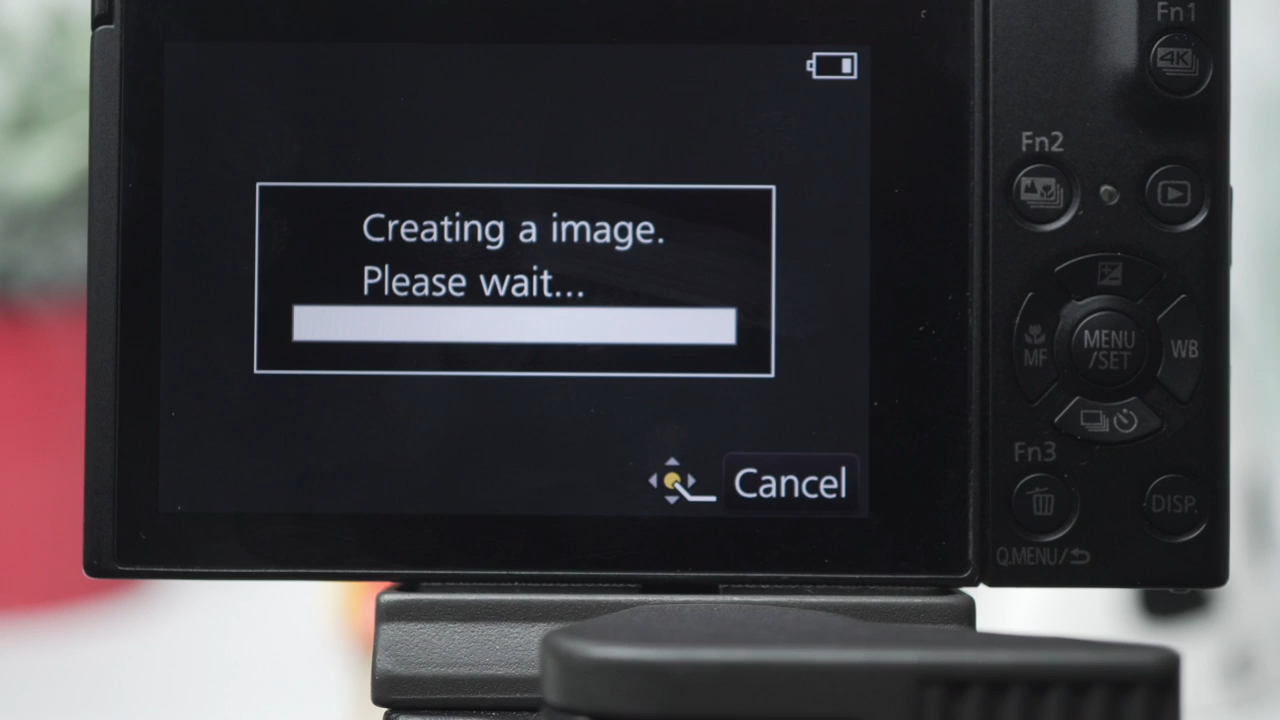 Fn1
4K
Fn2
Creating a image.
Please wait...
MENU
/SET
MF
WB
Fn3
Cancel
DISP.
Q.MENU/